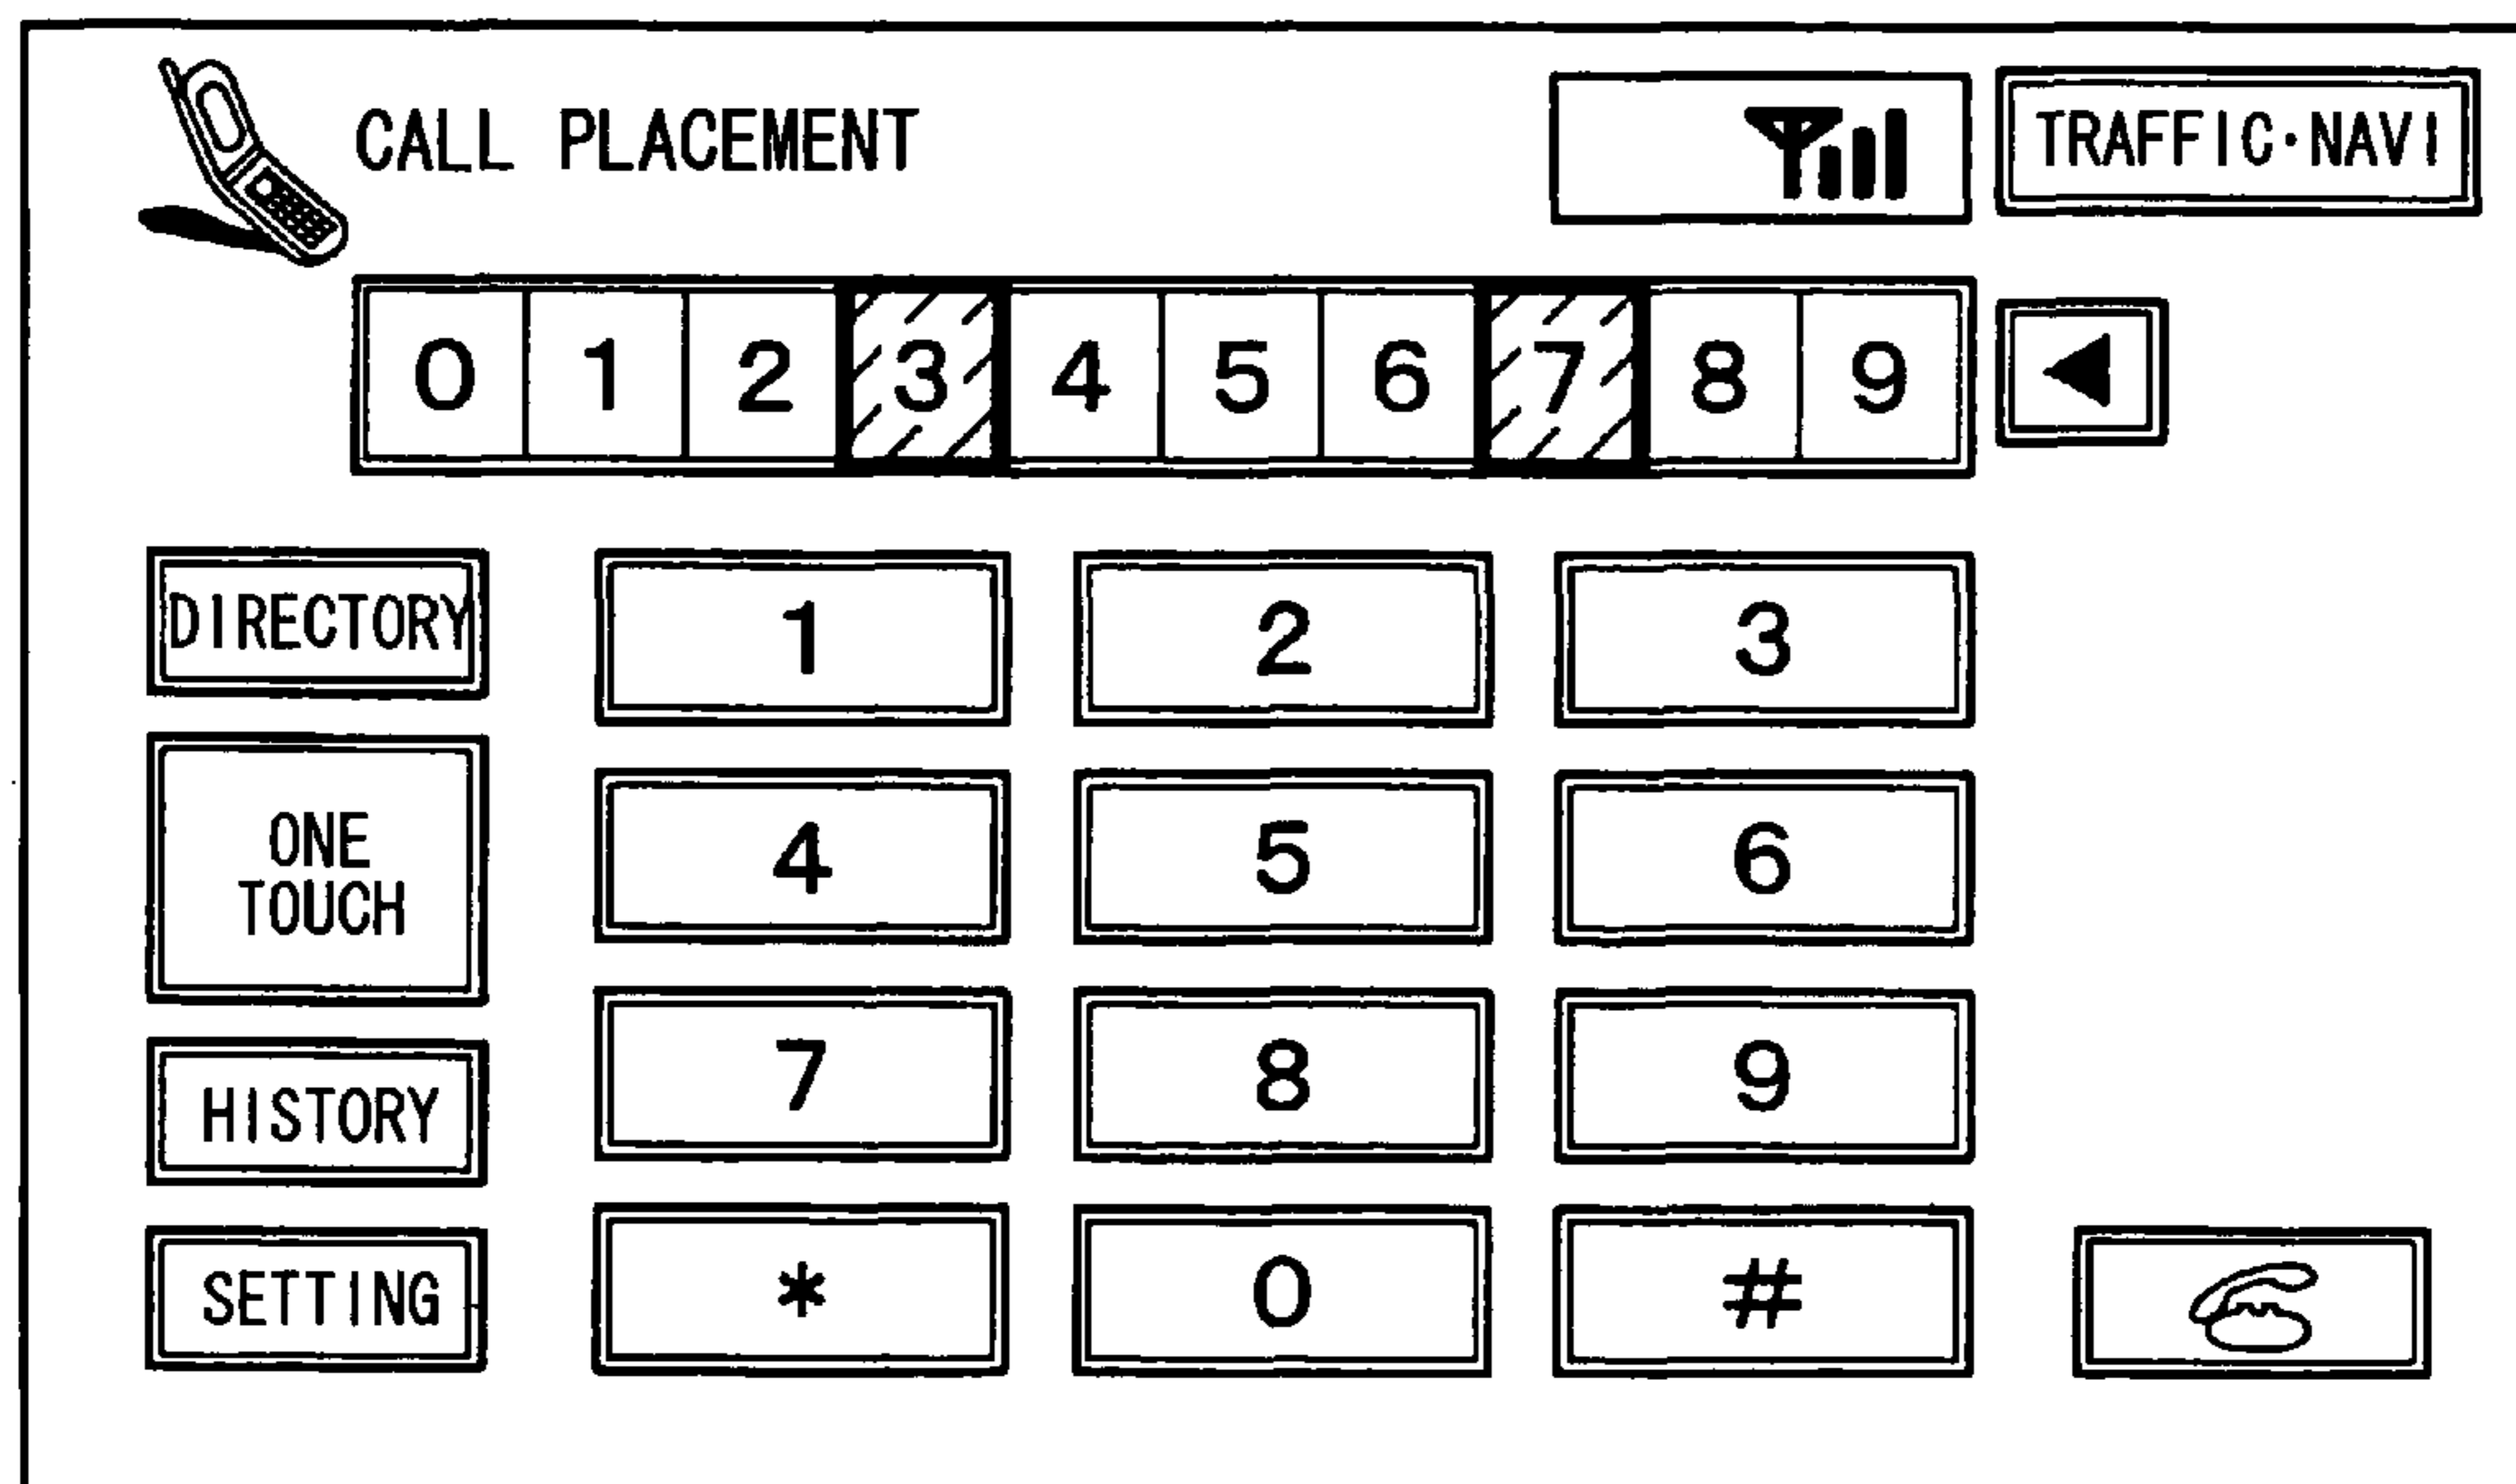 CALL PLACEMENT
TRAFFIC·NAVI
0 1 2 3 4 5 6 7 8 9
DIRECTORY 1 2 3
ONE
TOUCH
4 5 6
7 8 9
HISTORY
SETTING * 0 #